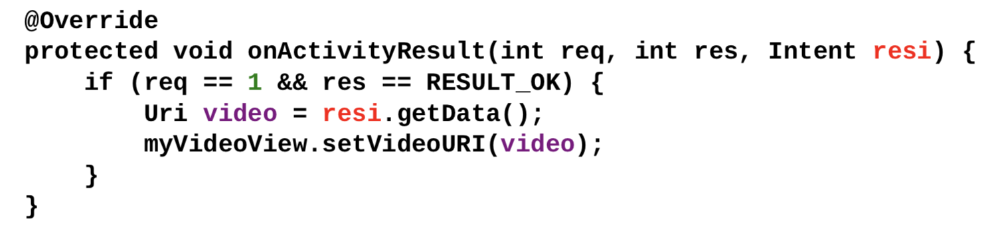 @Override
protected void onActivityResult(int req, int res, Intent resi) {
    if (req == 1 && res == RESULT_OK) {
        Uri video = resi.getData();
        myVideoView.setVideoURI(video);
    }
}